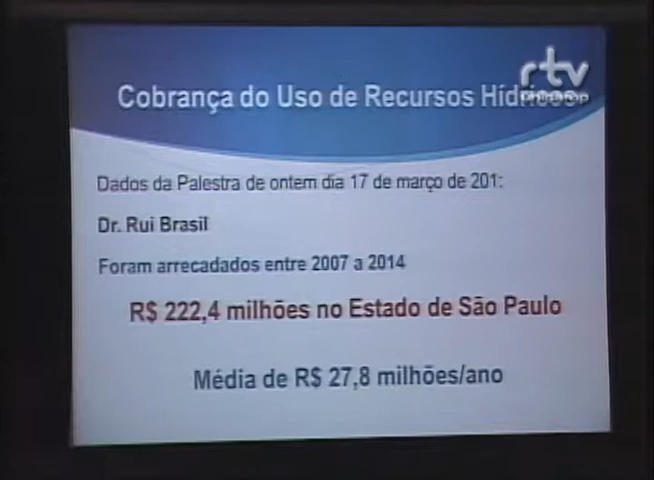 rtv
Cobrança do Uso de Recursos Hídricos
Dados da Palestra de ontem dia 17 de março de 201:
Dr. Rui Brasil
Foram arrecadados entre 2007 a 2014
R$ 222,4 milhões no Estado de São Paulo
Média de R$ 27,8 milhões/ano